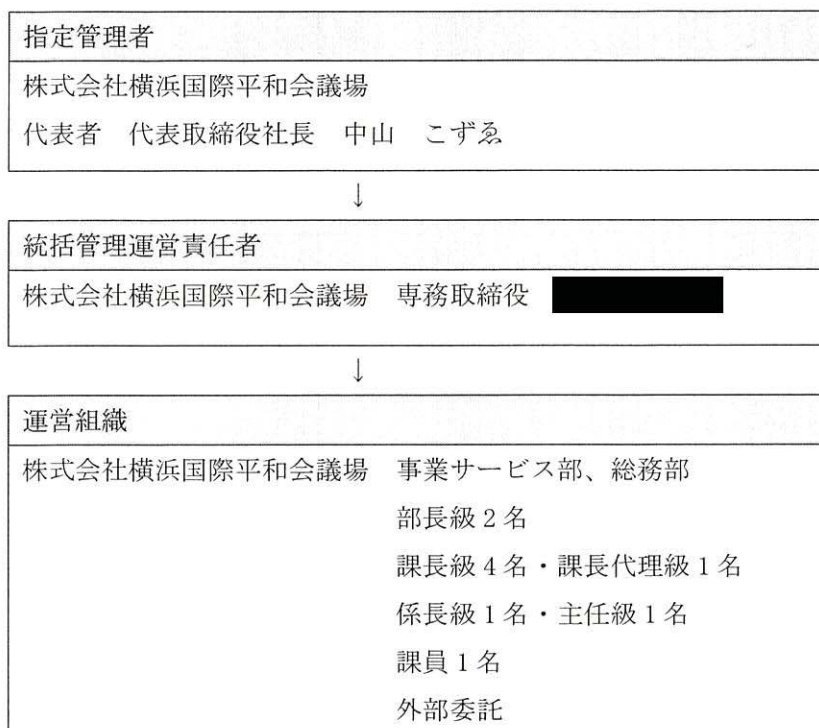 指定管理者
株式会社横浜国際平和会議場
代表者　代表取締役社長　中山　こずゑ
↓
統括管理運営責任者
株式会社横浜国際平和会議場　専務取締役
↓
運営組織
株式会社横浜国際平和会議場　事業サービス部、総務部
部長級２名
課長級４名・課長代理級１名
係長級１名・主任級１名
課員１名
外部委託